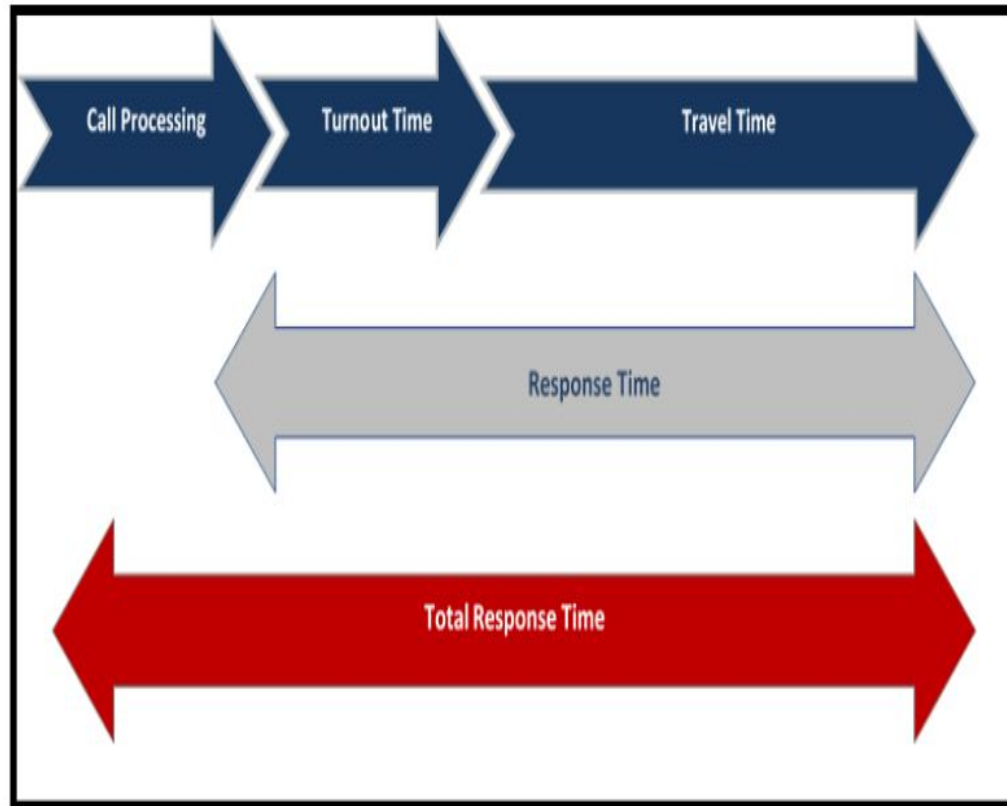 Call Processing
Turnout Time
Travel Time
Response Time
Total Response Time